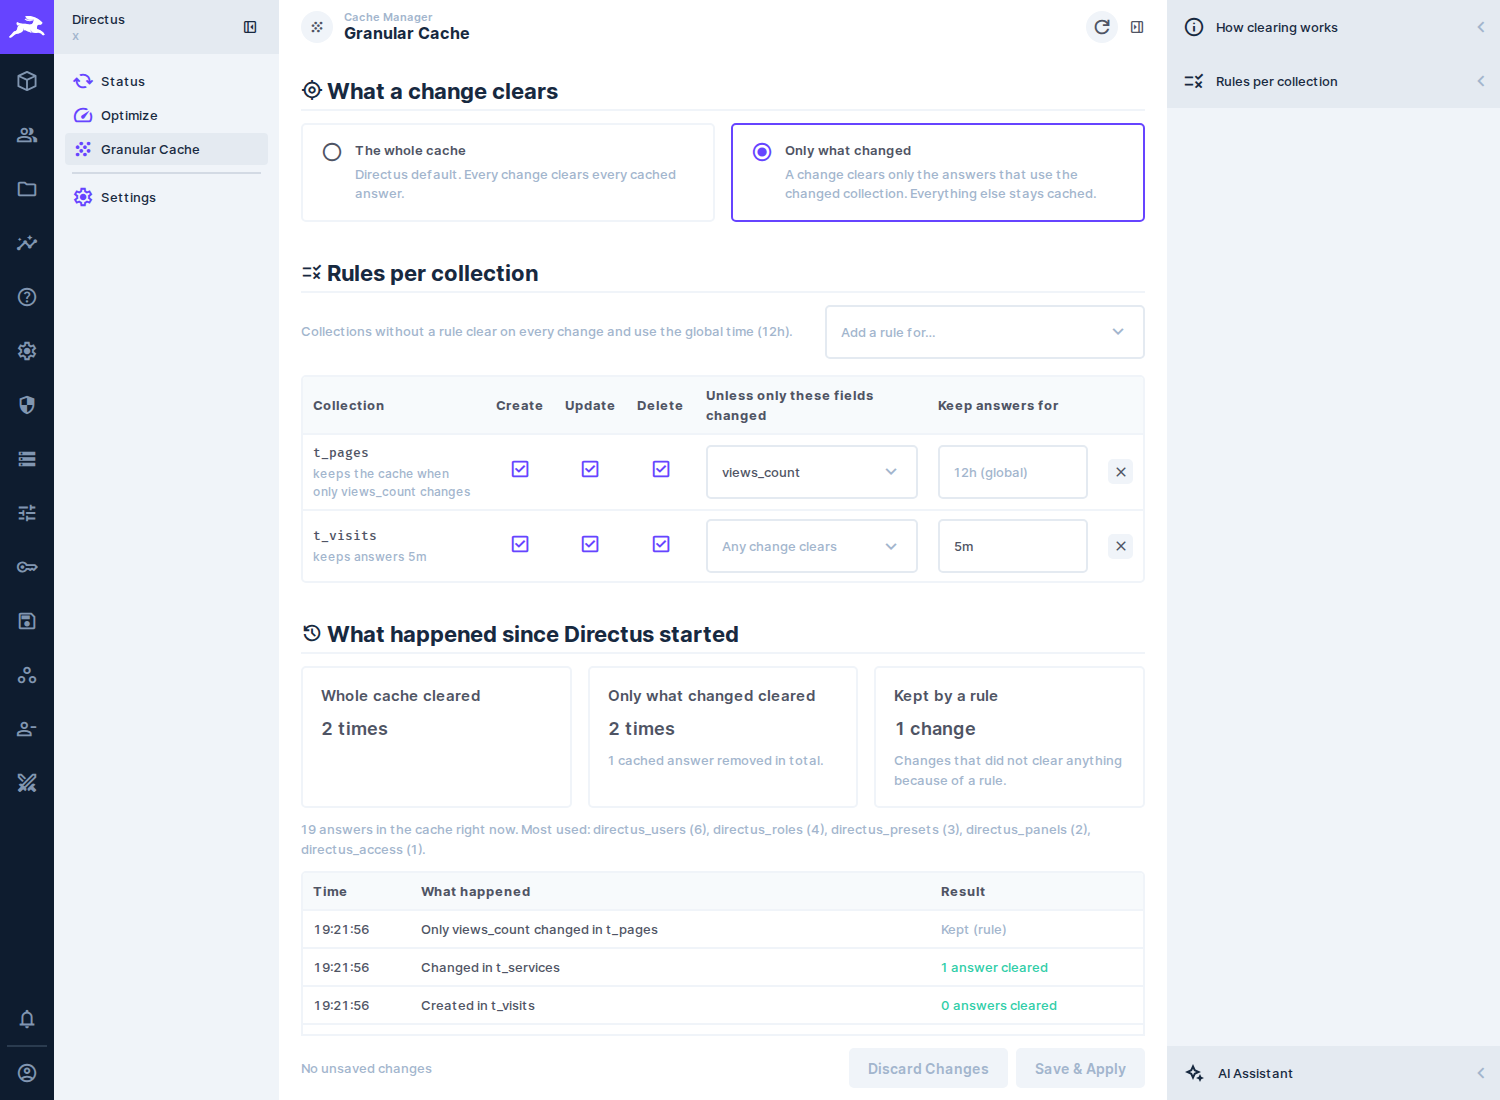 Directus
x
Status
Optimize
Granular Cache
Settings
Cache Manager
Granular Cache
What a change clears
The whole cache
Directus default. Every change clears every cached
answer.
Only what changed
A change clears only the answers that use the
changed collection. Everything else stays cached.
Rules per collection
Collections without a rule clear on every change and use the global time (12h).
Add a rule for...
Collection
Create
Update
Delete
Unless only these fields
changed
Keep answers for
t_pages
keeps the cache when
only views_count changes
views_count
12h (global)
t_visits
keeps answers 5m
Any change clears
5m
What happened since Directus started
Whole cache cleared
2 times
Only what changed cleared
2 times
1 cached answer removed in total.
Kept by a rule
1 change
Changes that did not clear anything
because of a rule.
19 answers in the cache right now. Most used: directus_users (6), directus_roles (4), directus_presets (3), directus_panels (2),
directus_access (1).
Time
What happened
Result
19:21:56
Only views_count changed in t_pages
Kept (rule)
19:21:56
Changed in t_services
1 answer cleared
19:21:56
Created in t_visits
0 answers cleared
No unsaved changes
Discard Changes
Save & Apply
How clearing works
Rules per collection
AI Assistant